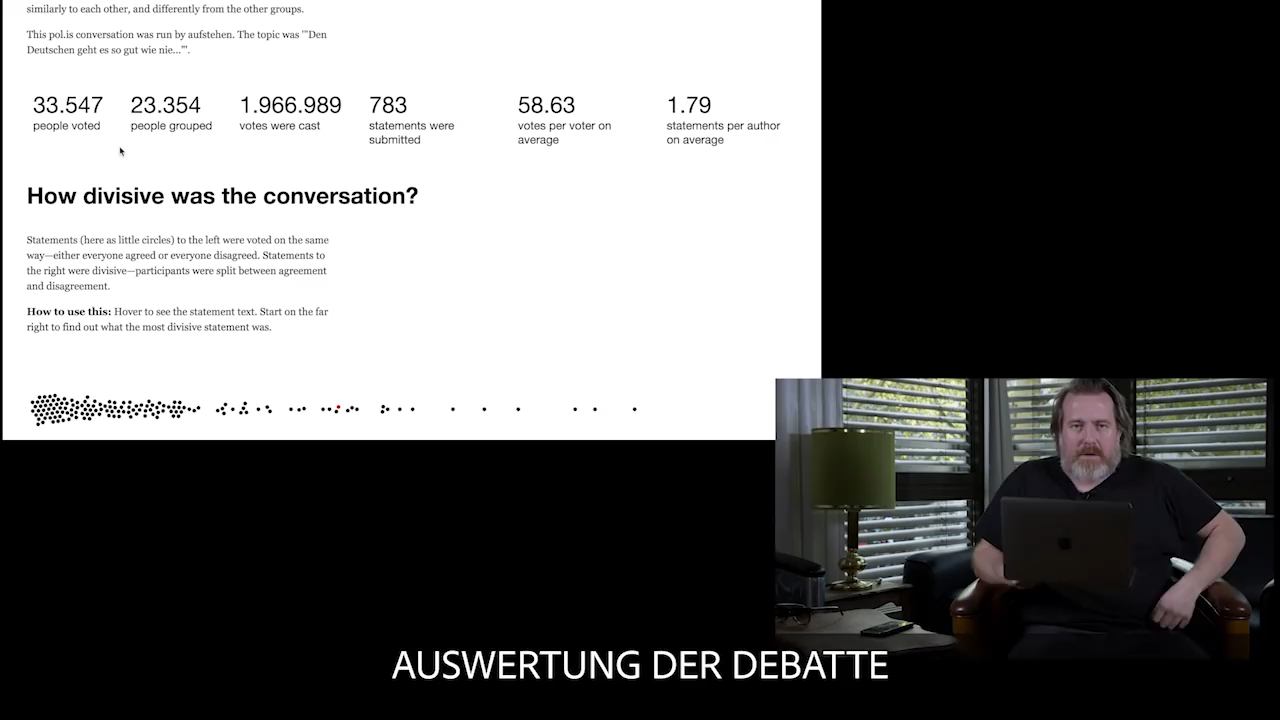 similarly to each other, and differently from the other groups.
This pol.is conversation was run by aufstehen. The topic was '"Den
Deutschen geht es so gut wie nie..."'.
33.547 23.354 1.966.989 783 58.63 1.79
people voted people grouped votes were cast statements were votes per voter on statements per author
submitted average on average
How divisive was the conversation?
Statements (here as little circles) to the left were voted on the same
way—either everyone agreed or everyone disagreed. Statements to
the right were divisive—participants were split between agreement
and disagreement.
How to use this: Hover to see the statement text. Start on the far
right to find out what the most divisive statement was.
AUSWERTUNG DER DEBATTE